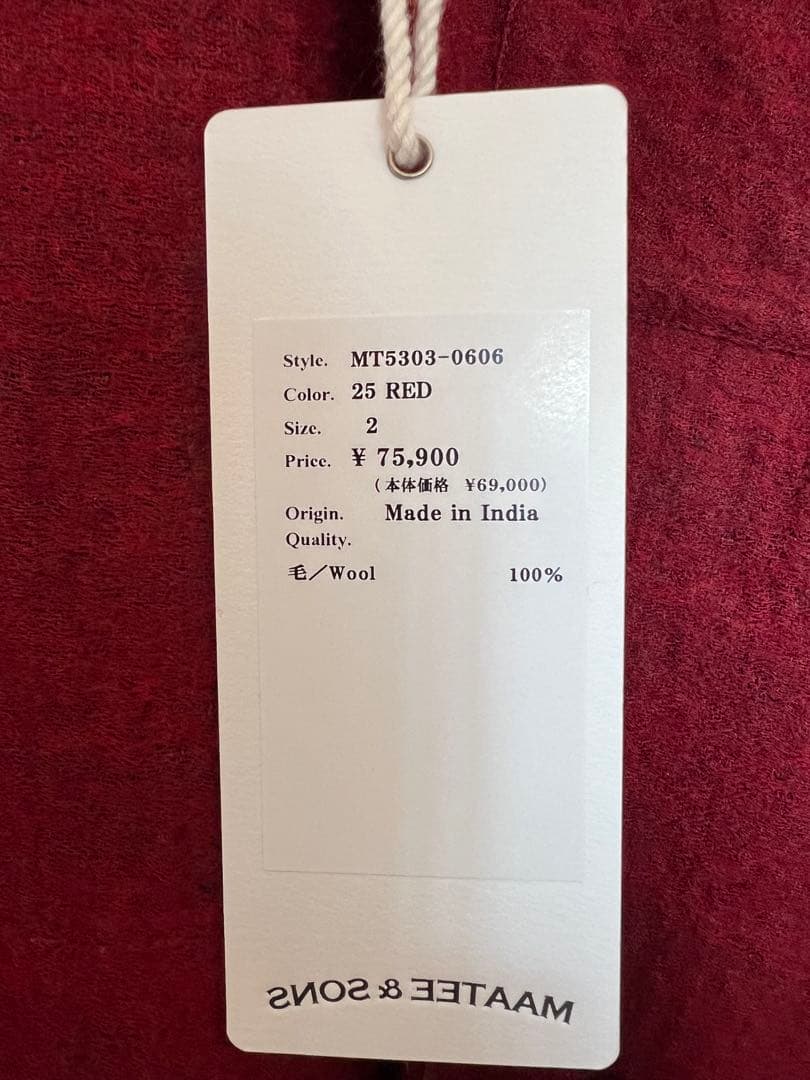 Style. MT5303-0606
Color. 25 RED
Size. 2
Price. ¥ 75,900
(本体価格 ¥69,000)
Origin. Made in India
Quality.
毛/Wool 100%
MAATEE & SONS